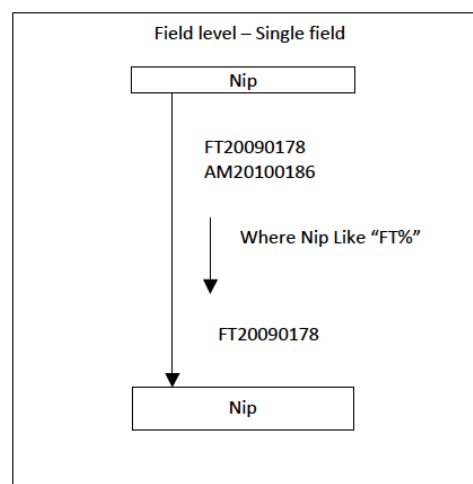 Field level – Single field
Nip
FT20090178
AM20100186
Where Nip Like “FT%”
FT20090178
Nip